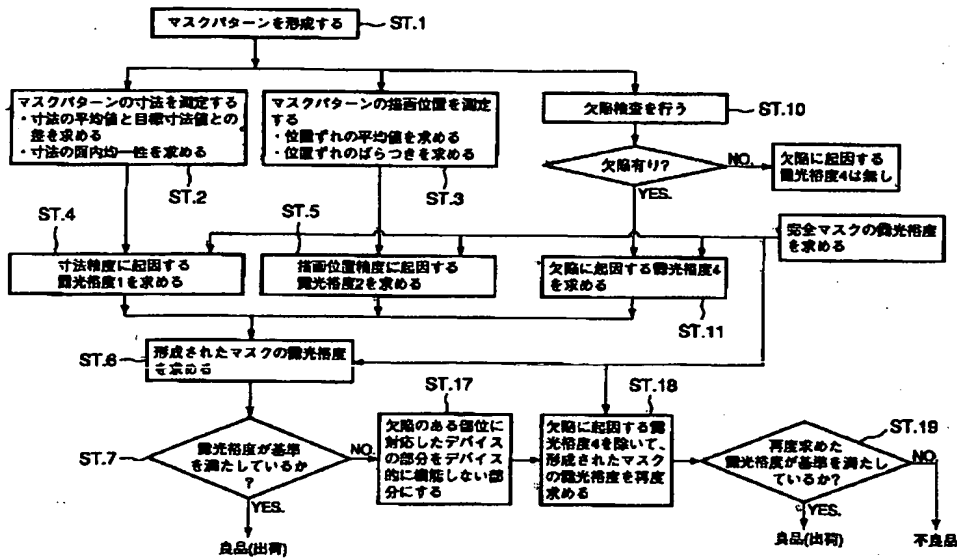 マスクパターンを形成する
ST.1
マスクパターンの寸法を測定する
・寸法の平均値と目標寸法値との
差を求める
・寸法の面内均一性を求める
ST.2
マスクパターンの描画位置を測定
する
・位置ずれの平均値を求める
・位置ずれのばらつきを求める
ST.3
欠陥検査を行う
ST.10
欠陥有り?
NO.
YES.
欠陥に起因する
露光裕度4は無し
ST.4
ST.5
完全マスクの露光裕度
を求める
寸法精度に起因する
露光裕度1を求める
描画位置精度に起因する
露光裕度2を求める
欠陥に起因する露光裕度4
を求める
ST.11
ST.6
形成されたマスクの露光裕度
を求める
ST.17
ST.18
ST.7
露光裕度が基準
を満たしているか
?
NO.
YES.
良品(出荷)
欠陥のある部位に
対応したデバイス
の部分をデバイス
的に機能しない部
分にする
欠陥に起因する露
光裕度4を除いて、
形成されたマスク
の露光裕度を再度
求める
ST.19
再度求めた
露光裕度が基準を満たし
ているか?
NO.
YES.
良品(出荷)
不良品